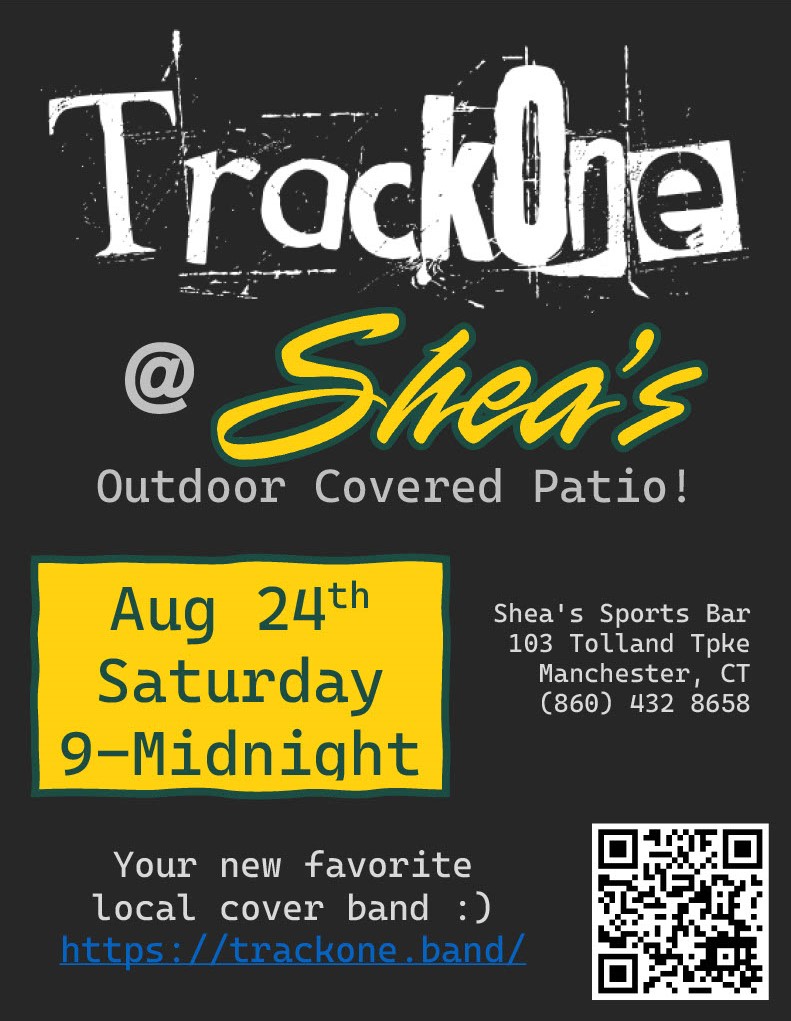 TrackOne
@ Shea's
Outdoor Covered Patio!
Aug 24th
Saturday
9–Midnight
Shea's Sports Bar
103 Tolland Tpke
Manchester, CT
(860) 432 8658
Your new favorite
local cover band :)
https://trackone.band/